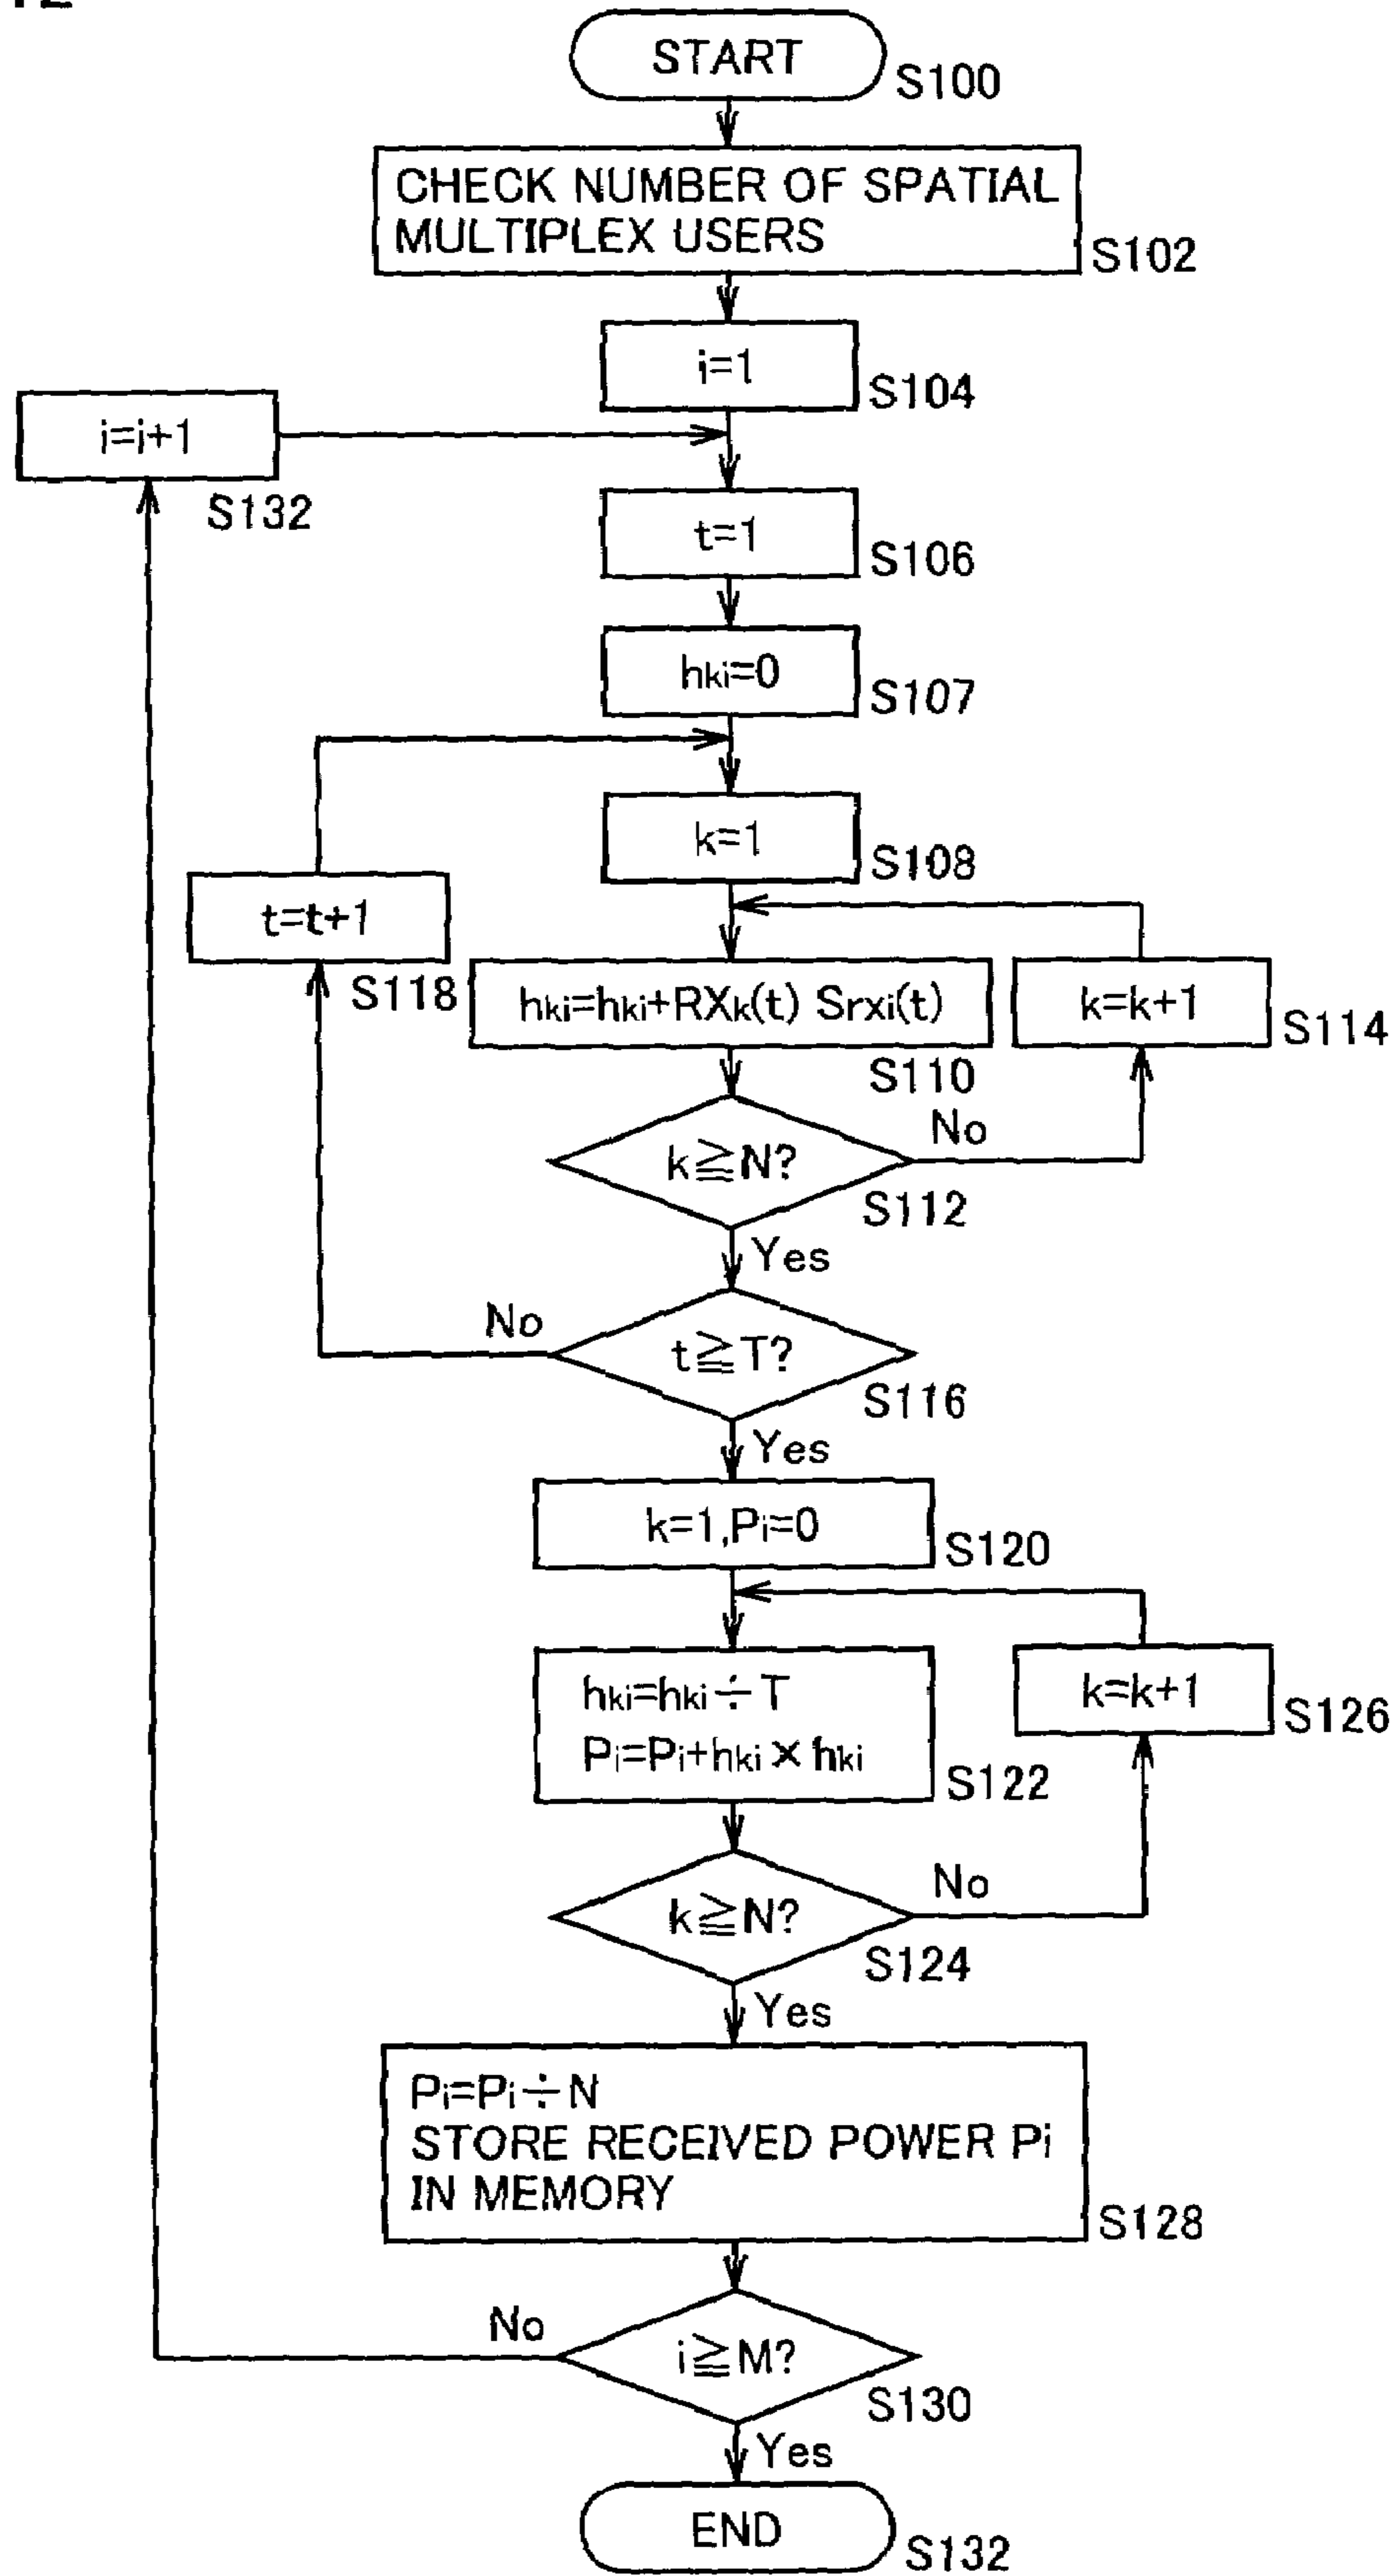 START
S100
CHECK NUMBER OF SPATIAL
MULTIPLEX USERS
S102
i=1
S104
i=i+1
S132
t=1
S106
hki=0
S107
k=1
S108
t=t+1
S118
hki=hki+RXk(t) Srxi(t)
S110
k=k+1
S114
k≧N?
No
S112
Yes
t≧T?
No
S116
Yes
k=1,Pi=0
S120
hki=hki÷T
Pi=Pi+hki×hki
S122
k=k+1
S126
k≧N?
No
S124
Yes
Pi=Pi÷N
STORE RECEIVED POWER Pi
IN MEMORY
S128
i≧M?
No
S130
Yes
END
S132